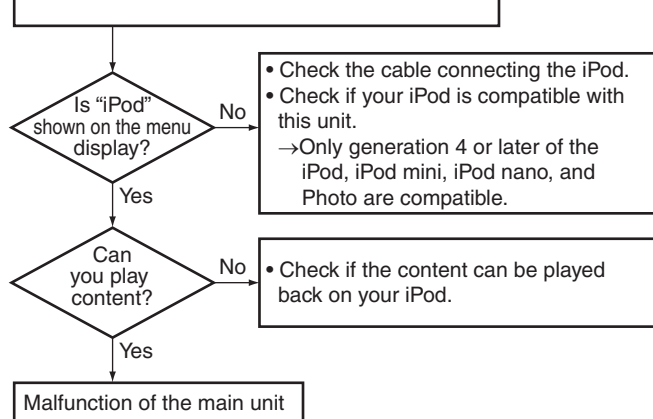 Is “iPod”
shown on the menu
display?
No
• Check the cable connecting the iPod.
• Check if your iPod is compatible with
this unit.
→Only generation 4 or later of the
iPod, iPod mini, iPod nano, and
Photo are compatible.
Yes
Can
you play
content?
No
• Check if the content can be played
back on your iPod.
Yes
Malfunction of the main unit